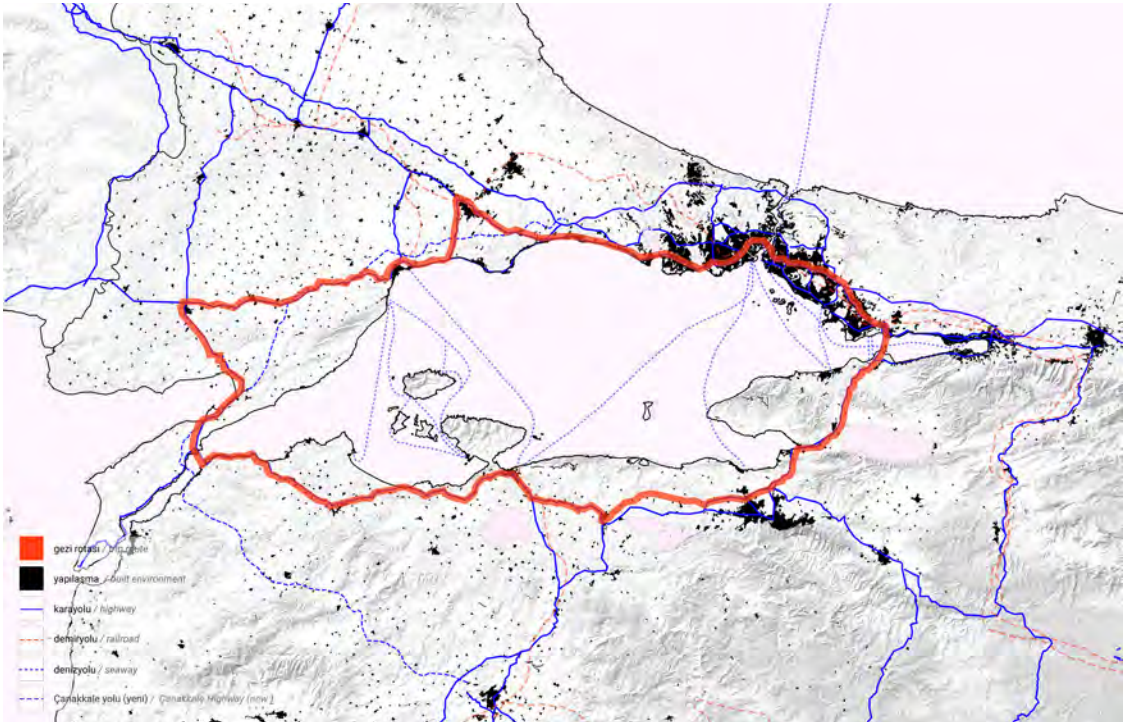 gezi rotası / trip route
yapılaşma / built environment
karayolu / highway
demiryolu / railroad
denizyolu / seaway
Çanakkale yolu (yeni) / Çanakkale Highway (new)